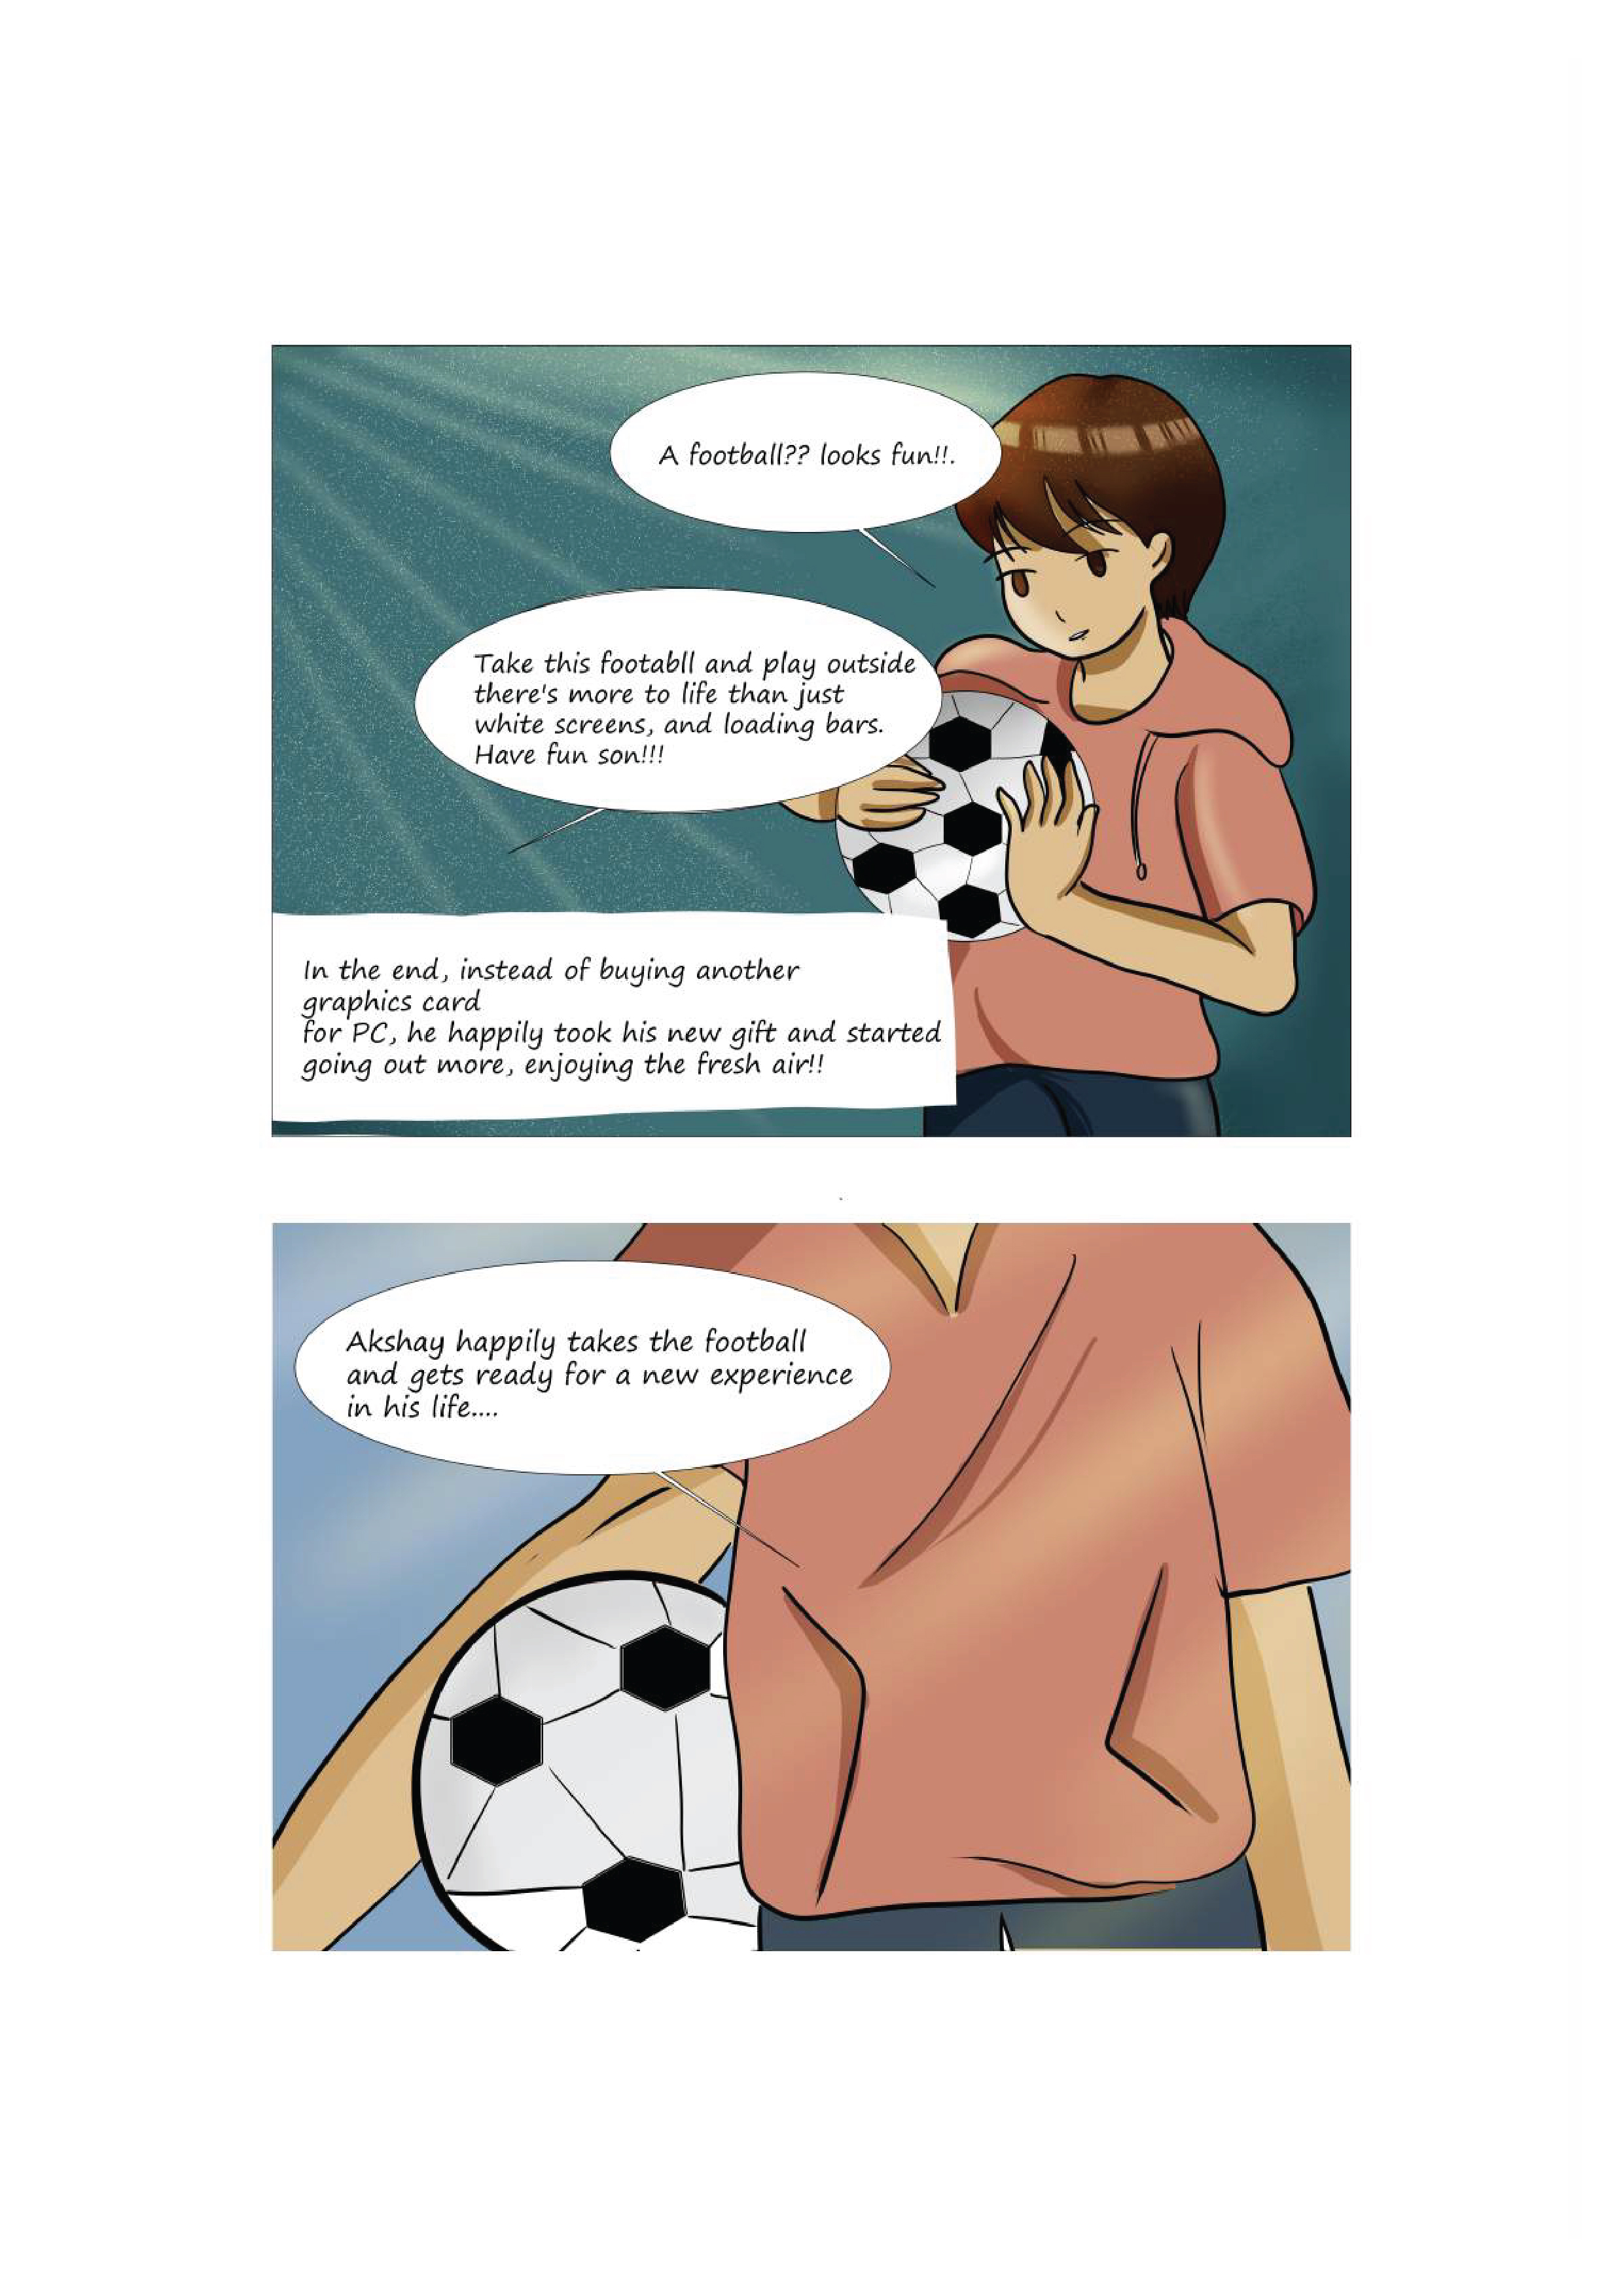 A football?? looks fun!!.
Take this footabll and play outside
there's more to life than just
white screens, and loading bars.
Have fun son!!!
In the end, instead of buying another
graphics card
for PC, he happily took his new gift and started
going out more, enjoying the fresh air!!
Akshay happily takes the football
and gets ready for a new experience
in his life....